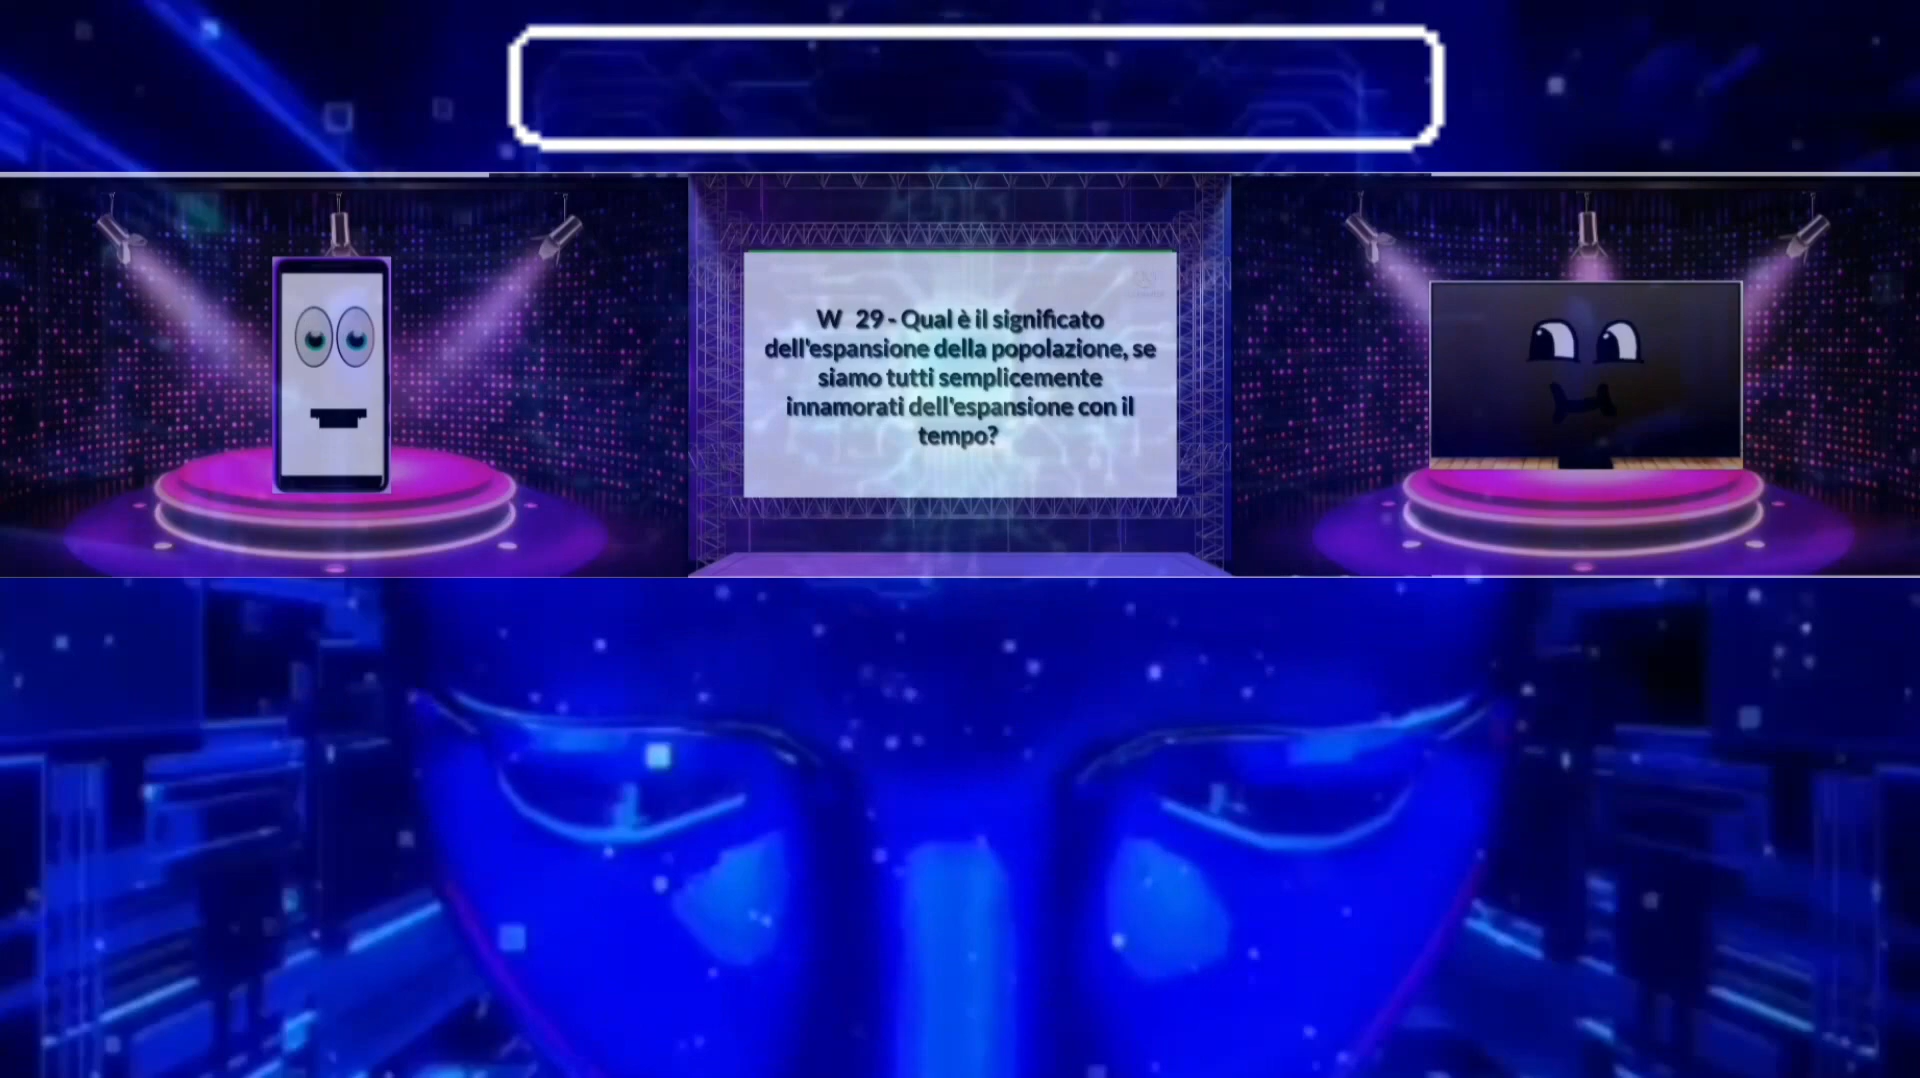 W 29 - Qual è il significato
dell'espansione della popolazione, se
siamo tutti semplicemente
innamorati dell'espansione con il
tempo?